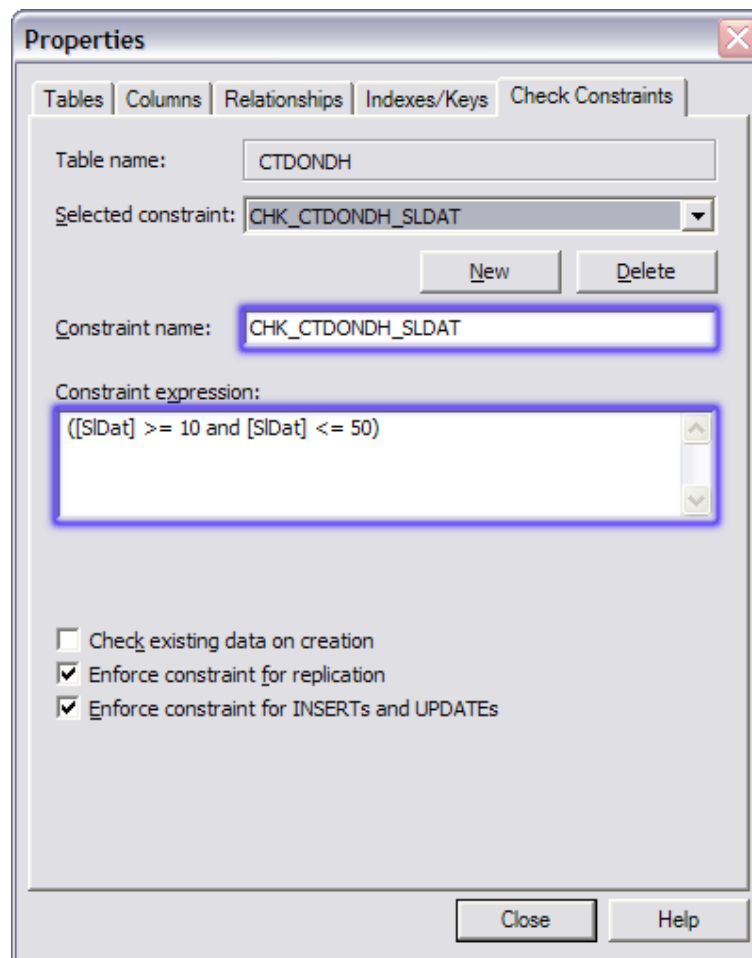 Properties
Tables Columns Relationships Indexes/Keys Check Constraints
Table name: CTDONDH
Selected constraint: CHK_CTDONDH_SLDAT
New Delete
Constraint name: CHK_CTDONDH_SLDAT
Constraint expression:
([SlDat] >= 10 and [SlDat] <= 50)
Check existing data on creation
Enforce constraint for replication
Enforce constraint for INSERTs and UPDATEs
Close Help